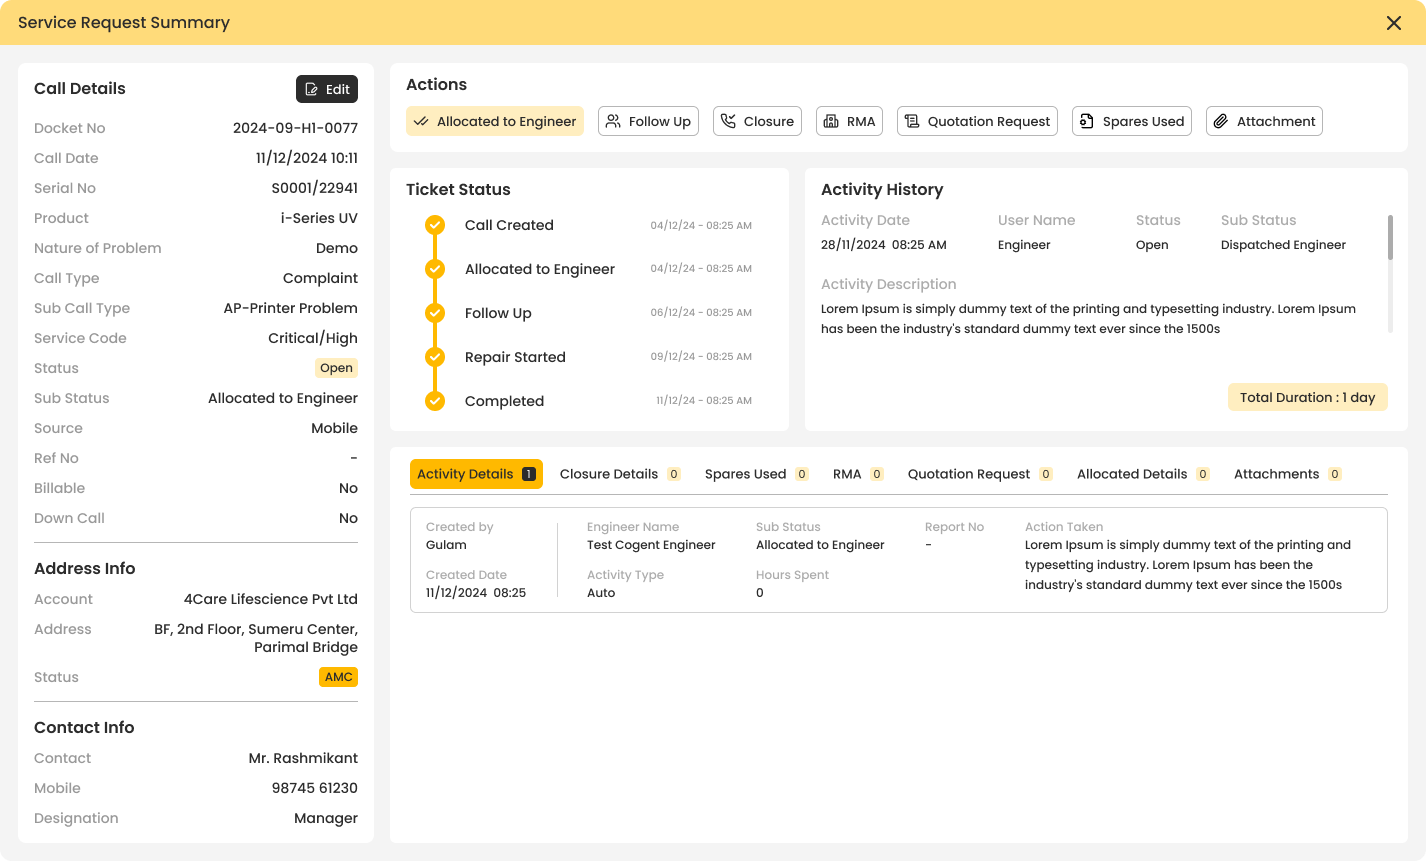 Service Request Summary
Call Details
Edit
Docket No 2024-09-H1-0077
Call Date 11/12/2024 10:11
Serial No S0001/22941
Product i-Series UV
Nature of Problem Demo
Call Type Complaint
Sub Call Type AP-Printer Problem
Service Code Critical/High
Status Open
Sub Status Allocated to Engineer
Source Mobile
Ref No -
Billable No
Down Call No
Address Info
Account 4Care Lifescience Pvt Ltd
Address BF, 2nd Floor, Sumeru Center,
Parimal Bridge
Status AMC
Contact Info
Contact Mr. Rashmikant
Mobile 98745 61230
Designation Manager
Actions
Allocated to Engineer Follow Up Closure RMA Quotation Request Spares Used Attachment
Ticket Status
Call Created 04/12/24 - 08:25 AM
Allocated to Engineer 04/12/24 - 08:25 AM
Follow Up 06/12/24 - 08:25 AM
Repair Started 09/12/24 - 08:25 AM
Completed 11/12/24 - 08:25 AM
Activity History
Activity Date User Name Status Sub Status
28/11/2024 08:25 AM Engineer Open Dispatched Engineer
Activity Description
Lorem Ipsum is simply dummy text of the printing and typesetting industry. Lorem Ipsum
has been the industry's standard dummy text ever since the 1500s
Total Duration : 1 day
Activity Details 1 Closure Details 0 Spares Used 0 RMA 0 Quotation Request 0 Allocated Details 0 Attachments 0
Created by
Gulam
Created Date
11/12/2024 08:25
Engineer Name
Test Cogent Engineer
Activity Type
Auto
Sub Status
Allocated to Engineer
Hours Spent
0
Report No
-
Action Taken
Lorem Ipsum is simply dummy text of the printing and
typesetting industry. Lorem Ipsum has been the
industry's standard dummy text ever since the 1500s